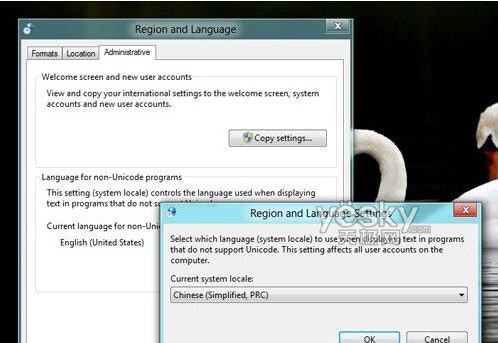 Region and Language
Formats Location Administrative
Welcome screen and new user accounts
View and copy your international settings to the welcome screen, system
accounts and new user accounts.
Copy settings...
Language for non-Unicode programs
This setting (system locale) controls the language used when displaying
text in programs that do not support
Current language for non-
English (United States)
Region and Language Settings
Select which language (system locale) to use when displaying text in programs
that do not support Unicode. This setting affects all user accounts on the
computer.
Current system locale:
Chinese (Simplified, PRC)
OK Cancel
yesky
天极网